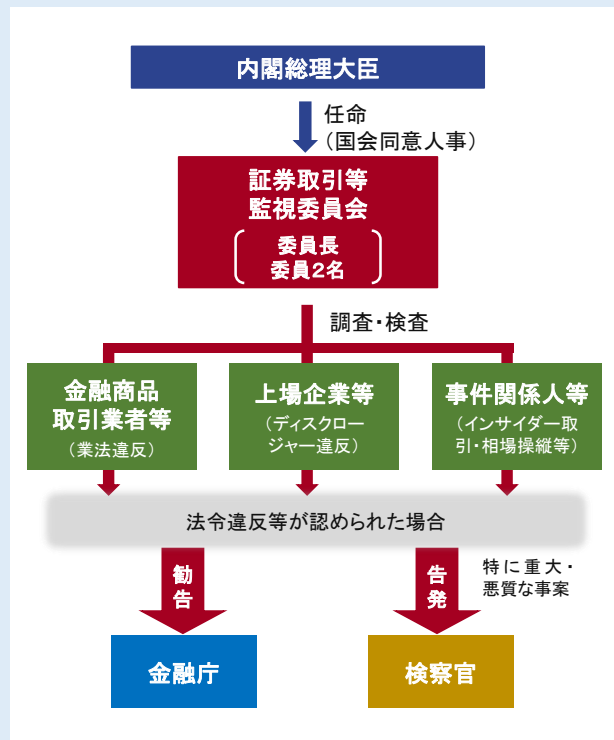 内閣総理大臣
任命
（国会同意人事）
証券取引等
監視委員会
委員長
委員2名
調査・検査
金融商品
取引業者等
（業法違反）
上場企業等
（ディスクロー
ジャー違反）
事件関係人等
（インサイダー取
引・相場操縦等）
法令違反等が認められた場合
勧告
告発
特に重大・
悪質な事案
金融庁
検察官